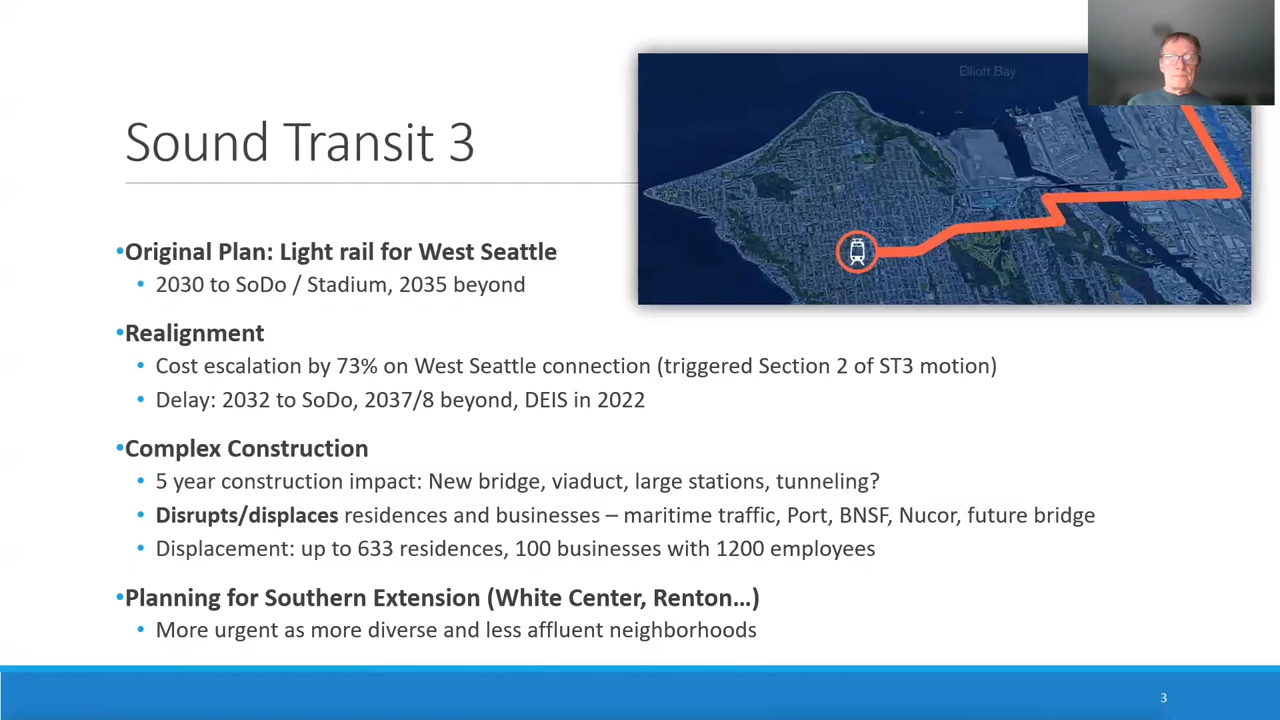 Elliott Bay
Sound Transit 3
•Original Plan: Light rail for West Seattle
• 2030 to SoDo / Stadium, 2035 beyond
•Realignment
• Cost escalation by 73% on West Seattle connection (triggered Section 2 of ST3 motion)
• Delay: 2032 to SoDo, 2037/8 beyond, DEIS in 2022
•Complex Construction
• 5 year construction impact: New bridge, viaduct, large stations, tunneling?
• Disrupts/displaces residences and businesses – maritime traffic, Port, BNSF, Nucor, future bridge
• Displacement: up to 633 residences, 100 businesses with 1200 employees
•Planning for Southern Extension (White Center, Renton…)
• More urgent as more diverse and less affluent neighborhoods
3